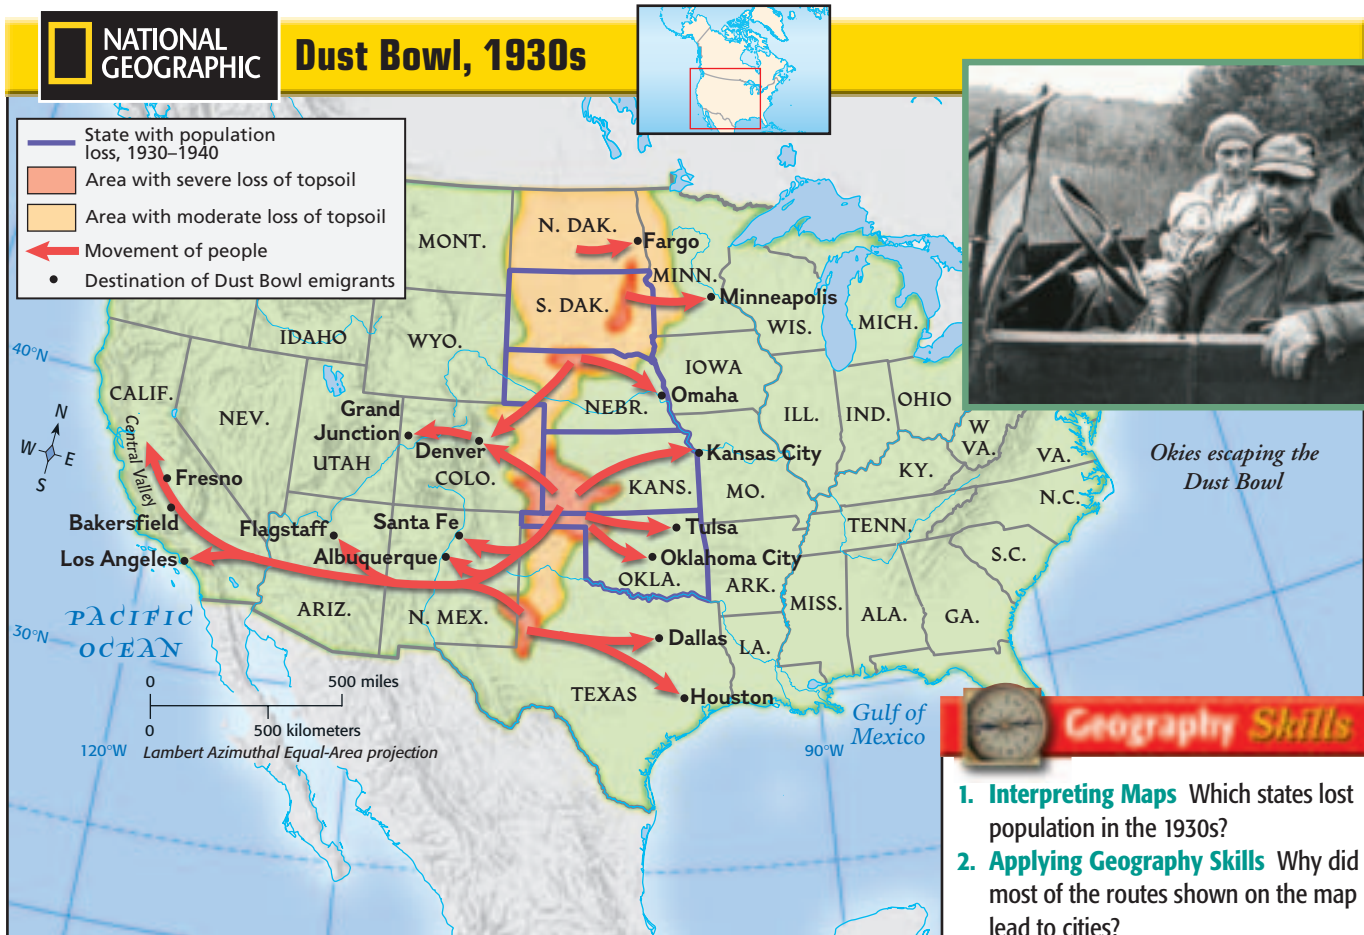 NATIONAL
GEOGRAPHIC
Dust Bowl, 1930s
State with population
loss, 1930–1940
Area with severe loss of topsoil
Area with moderate loss of topsoil
Movement of people
Destination of Dust Bowl emigrants
MONT.
N. DAK.
Fargo
MINN.
S. DAK.
Minneapolis
WIS.
MICH.
IDAHO
WYO.
40°N
IOWA
CALIF.
NEV.
Grand
Junction
NEBR.
Omaha
ILL.
IND.
OHIO
N
W
E
S
Central Valley
UTAH
Denver
COLO.
Kansas City
W
VA.
VA.
KY.
Fresno
KANS.
MO.
N.C.
Okies escaping the
Dust Bowl
Bakersfield
Flagstaff
Santa Fe
Tulsa
TENN.
Los Angeles
Albuquerque
Oklahoma City
S.C.
OKLA.
ARK.
ARIZ.
N. MEX.
MISS.
ALA.
GA.
PACIFIC
OCEAN
30°N
Dallas
LA.
0
500 miles
TEXAS
Houston
0
500 kilometers
Lambert Azimuthal Equal-Area projection
120°W
Gulf of
Mexico
90°W
Geography Skills
1. Interpreting Maps Which states lost
population in the 1930s?
2. Applying Geography Skills Why did
most of the routes shown on the map
lead to cities?